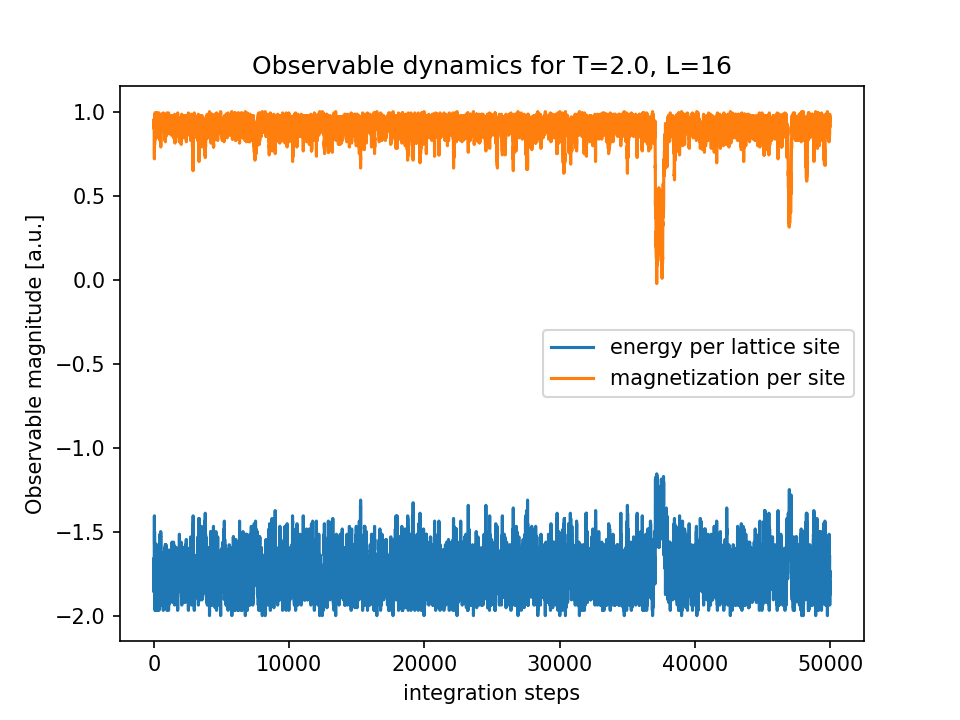 Observable dynamics for T=2.0, L=16
Observable magnitude [a.u.]
1.0
0.5
0.0
−0.5
−1.0
−1.5
−2.0
energy per lattice site
magnetization per site
0 10000 20000 30000 40000 50000
integration steps